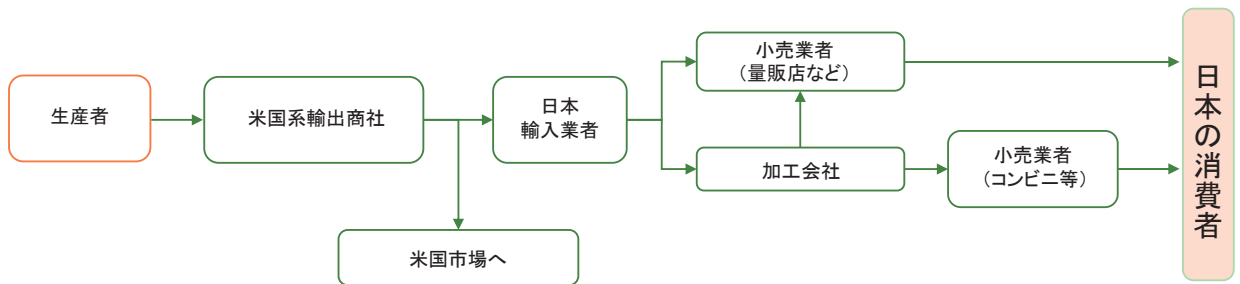 生産者
米国系輸出商社
日本
輸入業者
小売業者
（量販店など）
加工会社
小売業者
（コンビニ等）
米国市場へ
日本の消費者